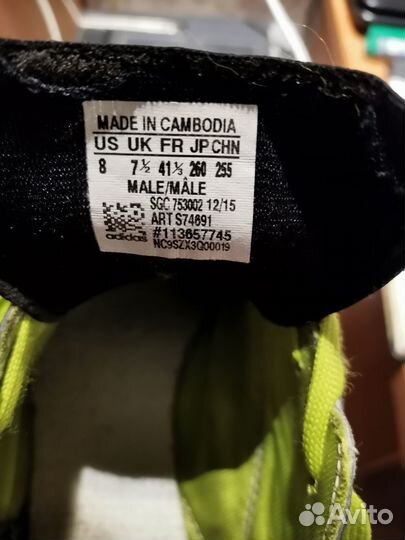 MADE IN CAMBODIA
US UK FR JP CHN
8 7½ 41⅓ 260 255
MALE/MÂLE
SGC 753002 12/15
ART S74691
#113657745
NC9SZX3Q00019
adidas
Avito